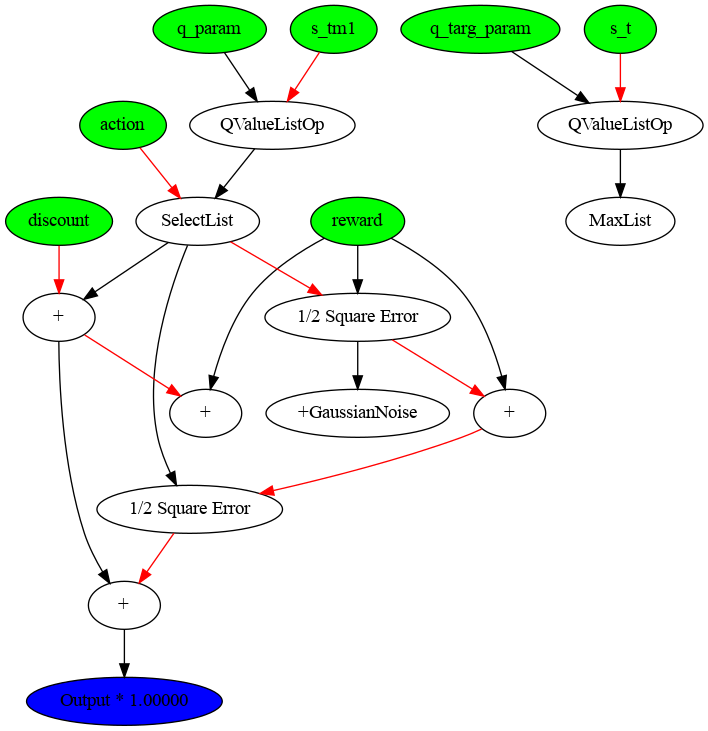 q_param
s_tm1
q_targ_param
s_t
action
QValueListOp
QValueListOp
discount
SelectList
reward
MaxList
+
1/2 Square Error
+
+GaussianNoise
+
1/2 Square Error
+
Output * 1.00000